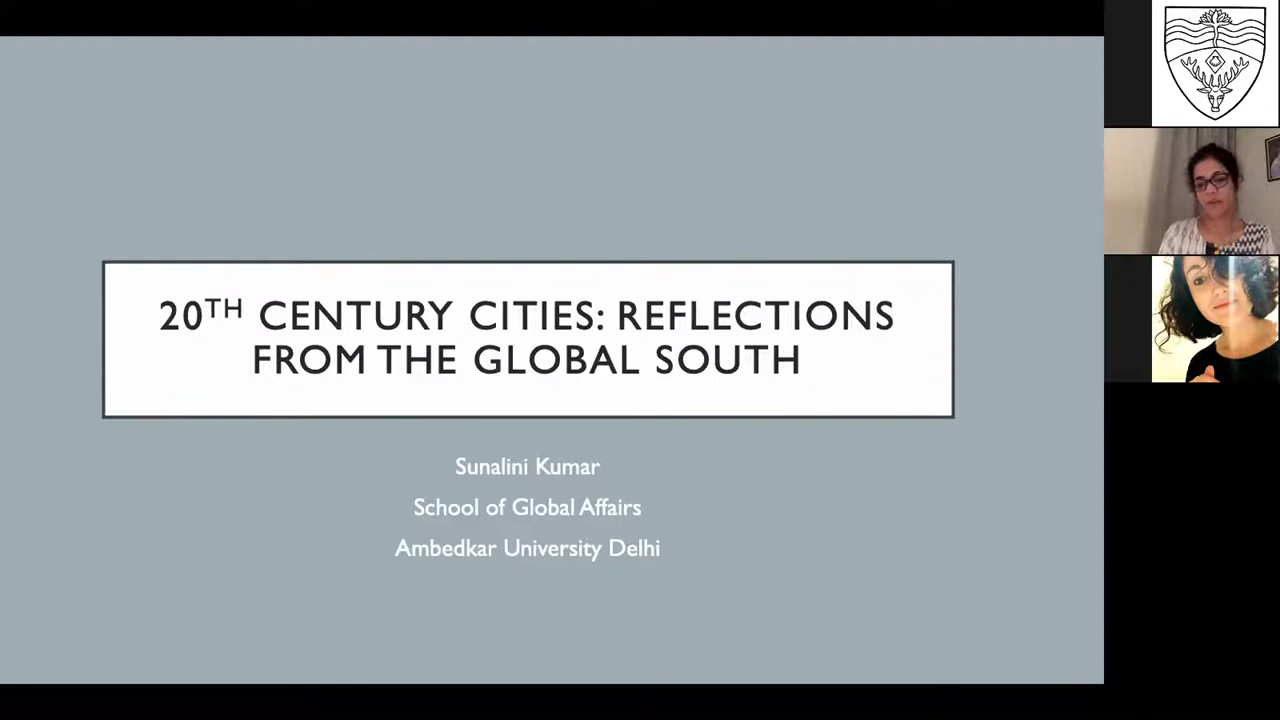 20TH CENTURY CITIES: REFLECTIONS
FROM THE GLOBAL SOUTH
Sunalini Kumar
School of Global Affairs
Ambedkar University Delhi